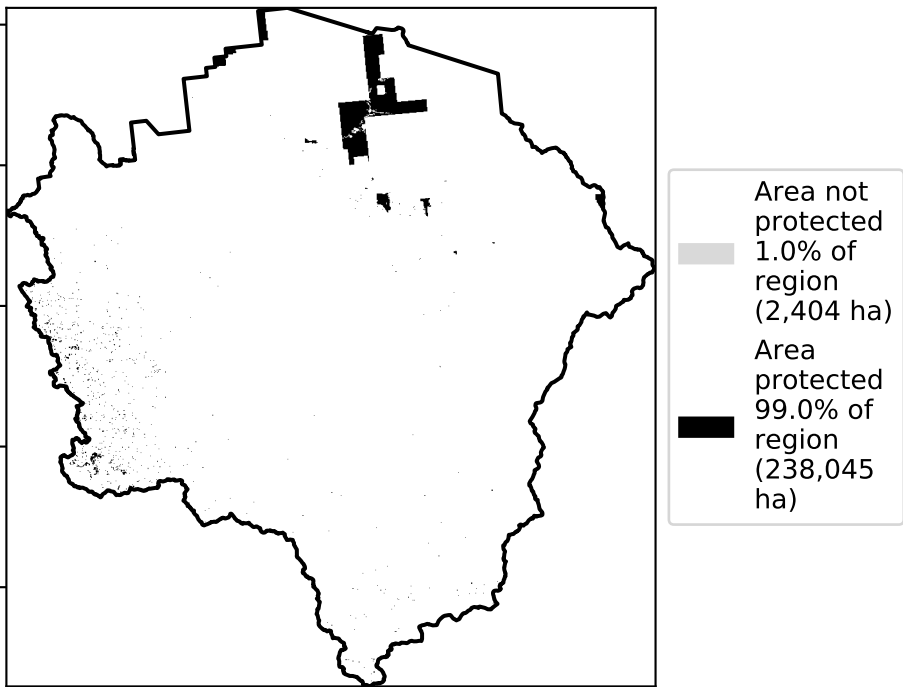 Area not
protected
1.0% of
region
(2,404 ha)
Area
protected
99.0% of
region
(238,045
ha)